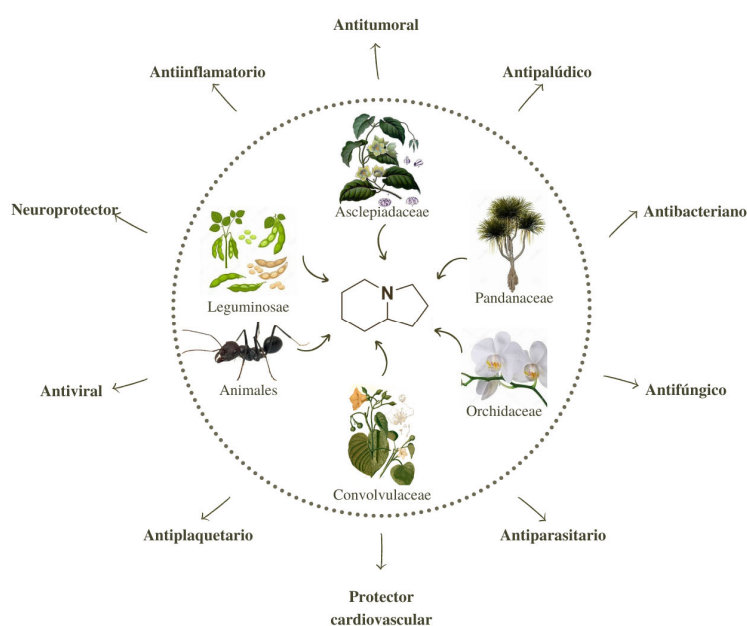 Antitumoral
Antiinflamatorio
Antipalúdico
Neuroprotector
Antibacteriano
Asclepiadaceae
Leguminosae
Pandanaceae
N
Animales
Orchidaceae
Antiviral
Antifúngico
Convolvulaceae
Antiplaquetario
Antiparasitario
Protector
cardiovascular